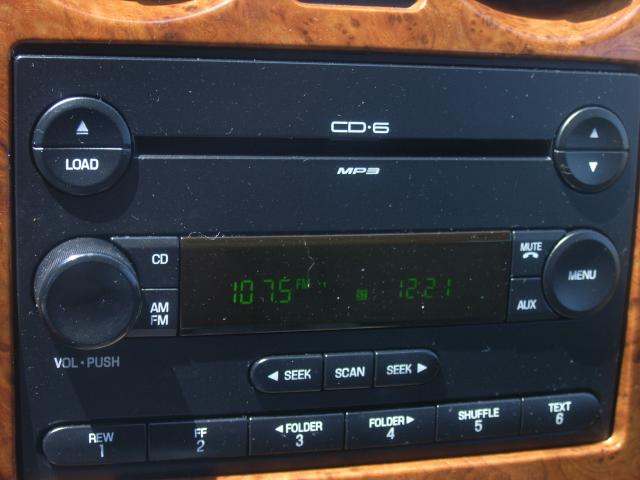 CD·6
LOAD
MP3
CD
MUTE
MENU
107.5 FM 12:21
AM
FM
AUX
VOL·PUSH
◀ SEEK SCAN SEEK ▶
REW 1
FF 2
◀ FOLDER 3
FOLDER ▶ 4
SHUFFLE 5
TEXT 6